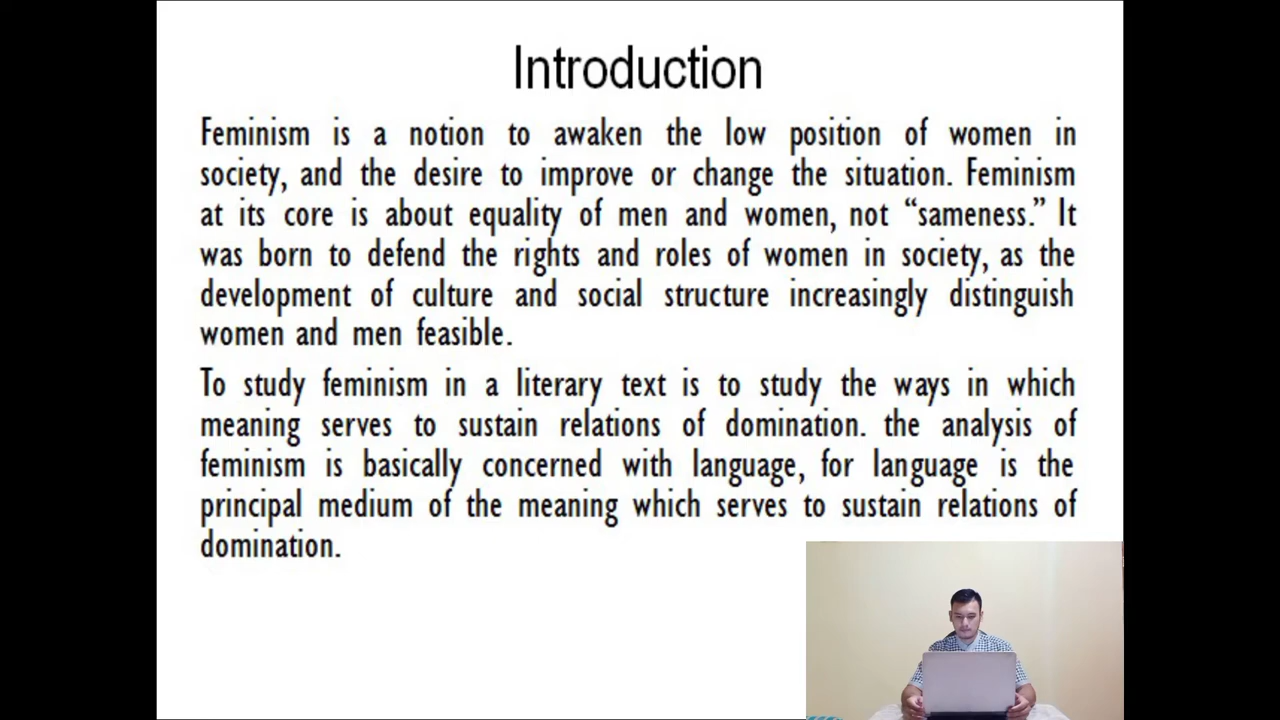 Introduction
Feminism is a notion to awaken the low position of women in
society, and the desire to improve or change the situation. Feminism
at its core is about equality of men and women, not “sameness.” It
was born to defend the rights and roles of women in society, as the
development of culture and social structure increasingly distinguish
women and men feasible.
To study feminism in a literary text is to study the ways in which
meaning serves to sustain relations of domination. the analysis of
feminism is basically concerned with language, for language is the
principal medium of the meaning which serves to sustain relations of
domination.